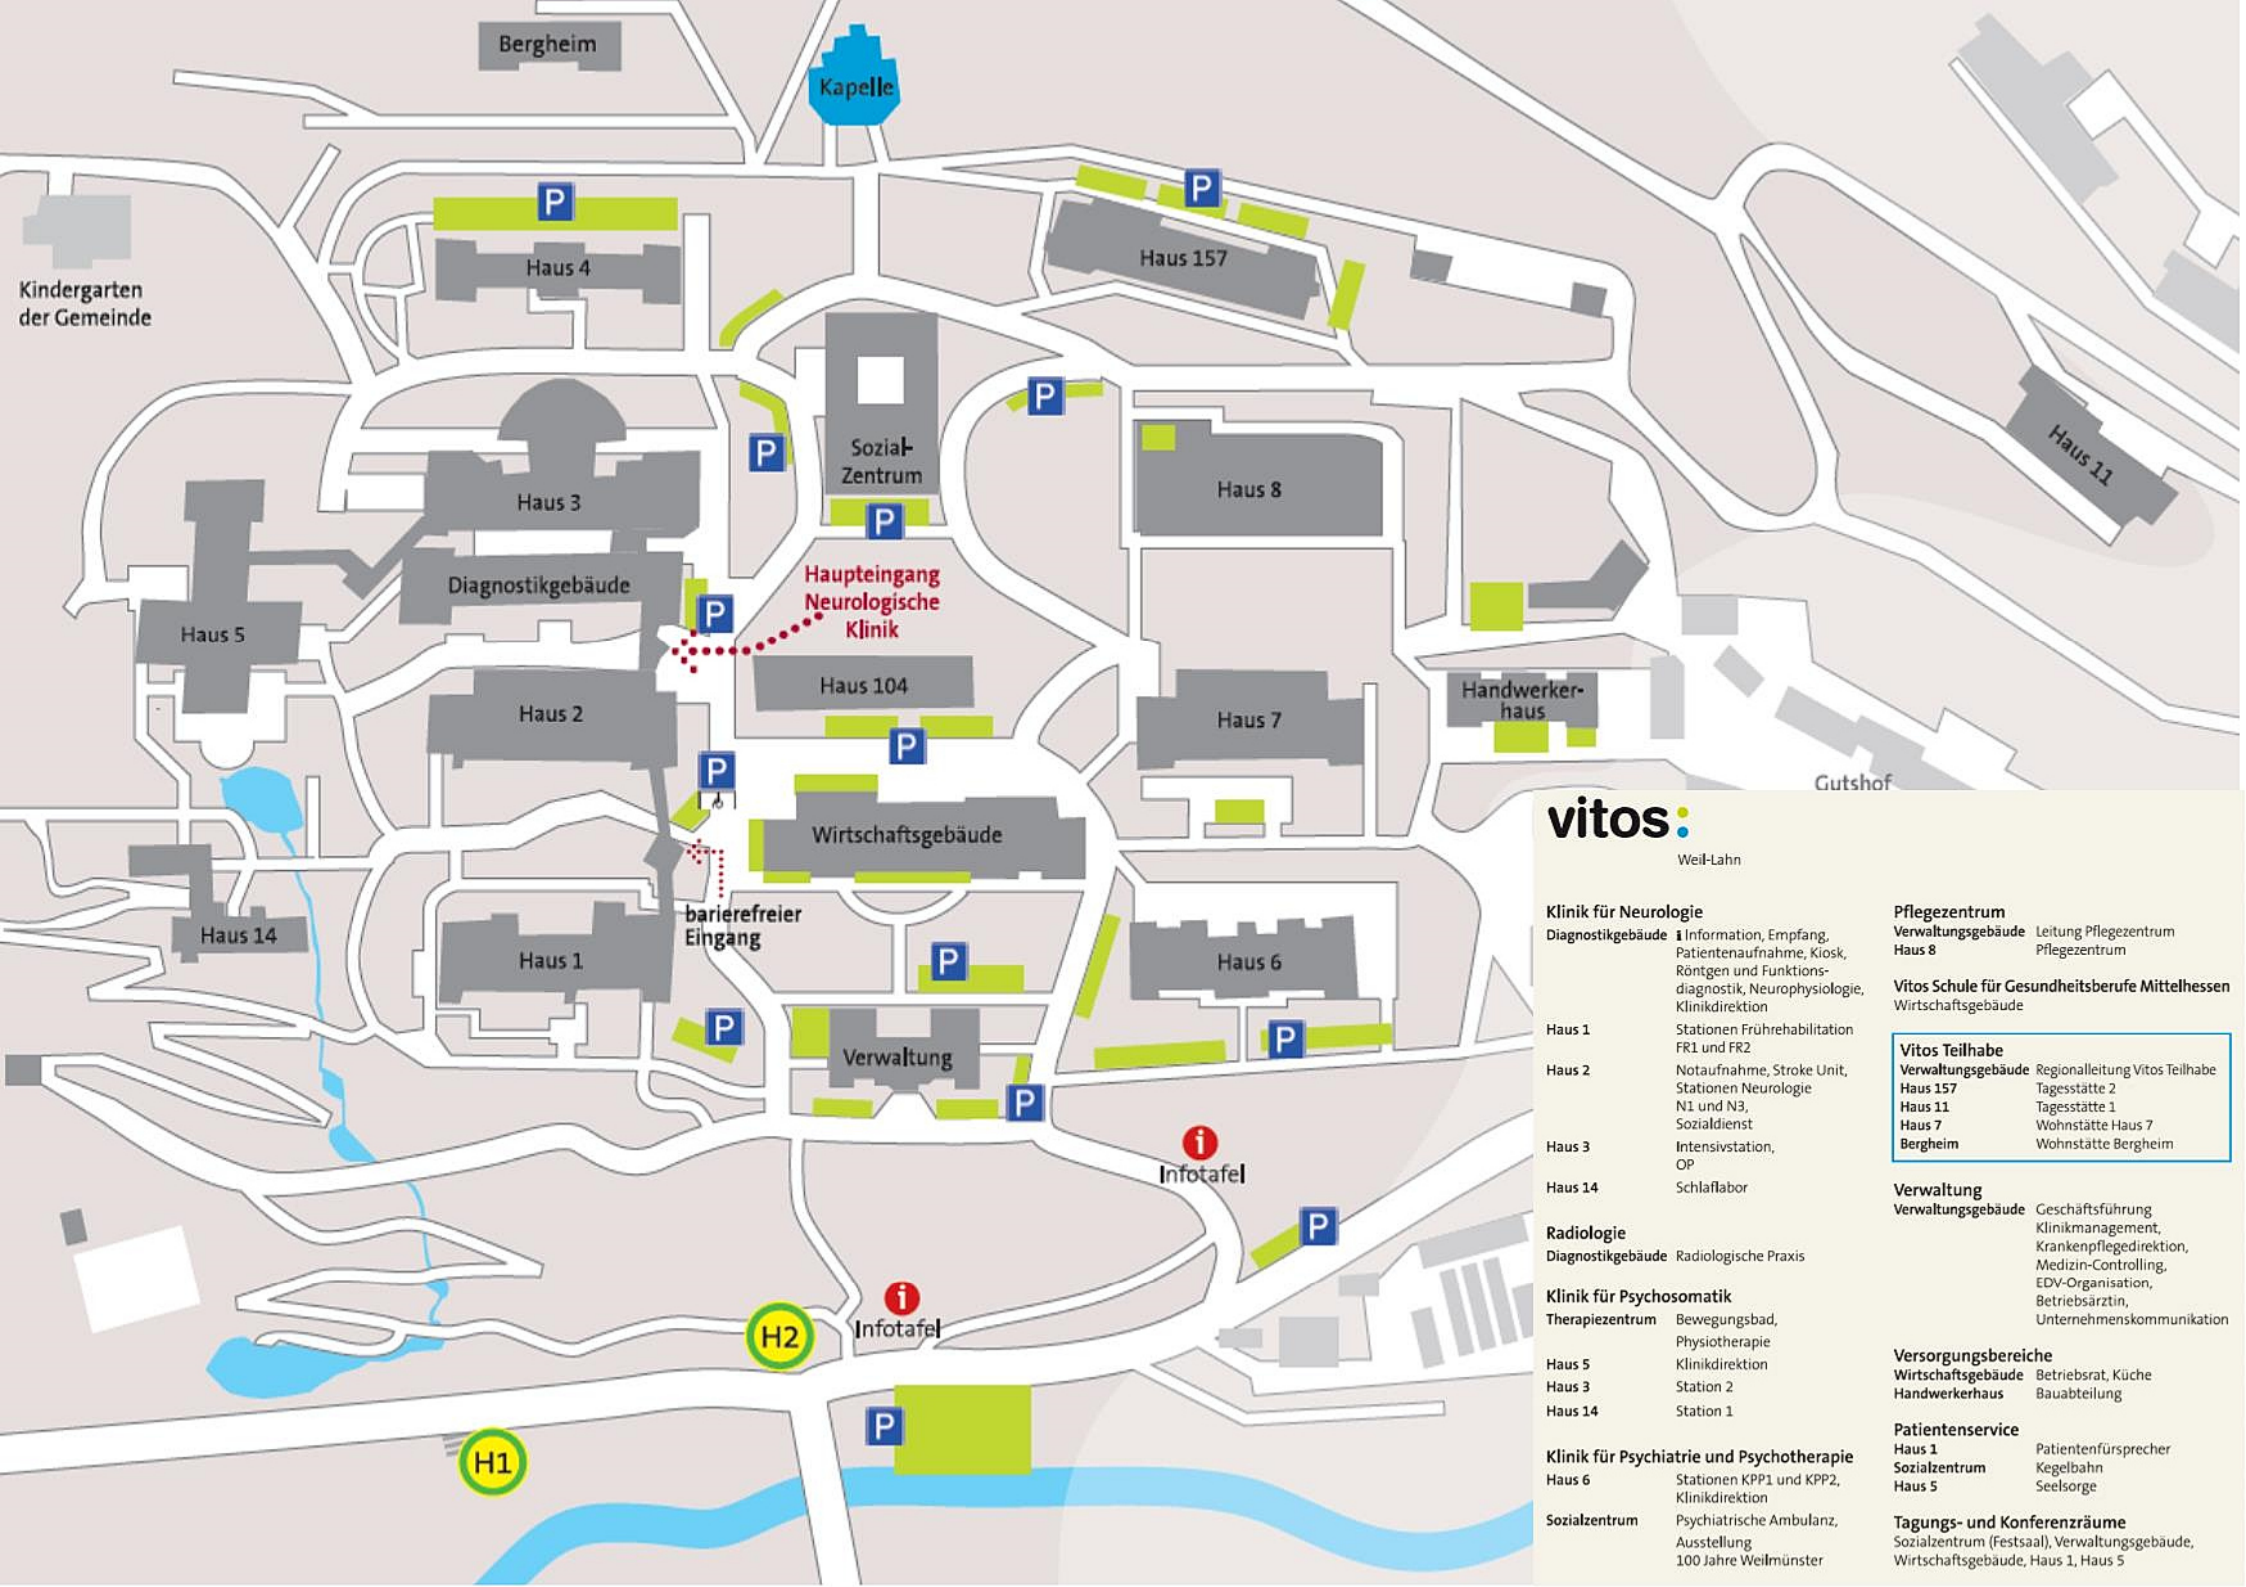 Bergheim
Kapelle
P
P
Haus 4
Haus 157
Kindergarten
der Gemeinde
P
P
Sozial-
Zentrum
P
Haus 3
Haus 8
Haus 11
Diagnostikgebäude
P
Haupteingang
Neurologische
Klinik
Haus 5
Haus 104
Haus 2
P
P
Haus 7
Handwerker-
haus
Gutshof
Wirtschaftsgebäude
barierefreier
Eingang
Haus 14
Haus 1
P
Haus 6
P
P
Verwaltung
P
i
Infotafel
P
i
Infotafel
H2
P
H1
vitos:
Weil-Lahn
Klinik für Neurologie
Diagnostikgebäude i Information, Empfang,
Patientenaufnahme, Kiosk,
Röntgen und Funktions-
diagnostik, Neurophysiologie,
Klinikdirektion
Haus 1 Stationen Frührehabilitation
FR1 und FR2
Haus 2 Notaufnahme, Stroke Unit,
Stationen Neurologie
N1 und N3,
Sozialdienst
Haus 3 Intensivstation,
OP
Haus 14 Schlaflabor
Radiologie
Diagnostikgebäude Radiologische Praxis
Klinik für Psychosomatik
Therapiezentrum Bewegungsbad,
Physiotherapie
Haus 5 Klinikdirektion
Haus 3 Station 2
Haus 14 Station 1
Klinik für Psychiatrie und Psychotherapie
Haus 6 Stationen KPP1 und KPP2,
Klinikdirektion
Sozialzentrum Psychiatrische Ambulanz,
Ausstellung
100 Jahre Weilmünster
Pflegezentrum
Verwaltungsgebäude Leitung Pflegezentrum
Haus 8 Pflegezentrum
Vitos Schule für Gesundheitsberufe Mittelhessen
Wirtschaftsgebäude
Vitos Teilhabe
Verwaltungsgebäude Regionalleitung Vitos Teilhabe
Haus 157 Tagesstätte 2
Haus 11 Tagesstätte 1
Haus 7 Wohnstätte Haus 7
Bergheim Wohnstätte Bergheim
Verwaltung
Verwaltungsgebäude Geschäftsführung
Klinikmanagement,
Krankenpflegedirektion,
Medizin-Controlling,
EDV-Organisation,
Betriebsärztin,
Unternehmenskommunikation
Versorgungsbereiche
Wirtschaftsgebäude Betriebsrat, Küche
Handwerkerhaus Bauabteilung
Patientenservice
Haus 1 Patientenfürsprecher
Sozialzentrum Kegelbahn
Haus 5 Seelsorge
Tagungs- und Konferenzräume
Sozialzentrum (Festsaal), Verwaltungsgebäude,
Wirtschaftsgebäude, Haus 1, Haus 5